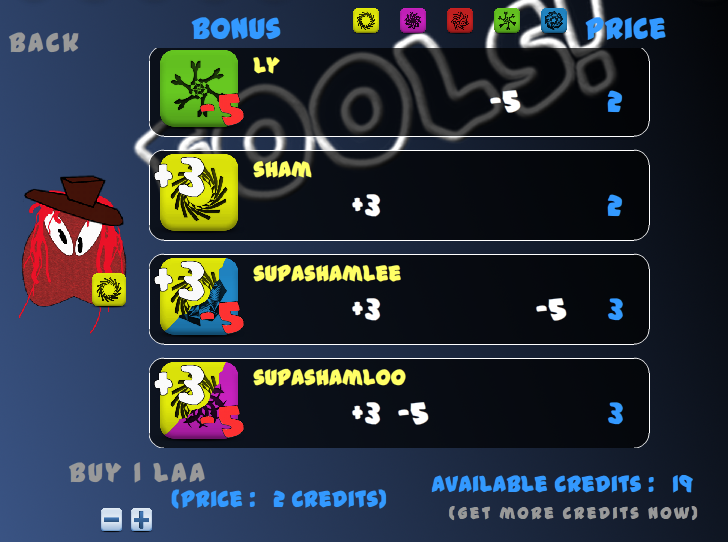 BONUS PRICE
BACK
OOLS!
LY
-5
-5 2
SHAM
+3
+3 2
SUPASHAMLEE
+3
-5
+3 -5 3
SUPASHAMLOO
+3
-5
+3 -5 3
BUY 1 LAA
(PRICE : 2 CREDITS)
AVAILABLE CREDITS : 19
(GET MORE CREDITS NOW)
- +